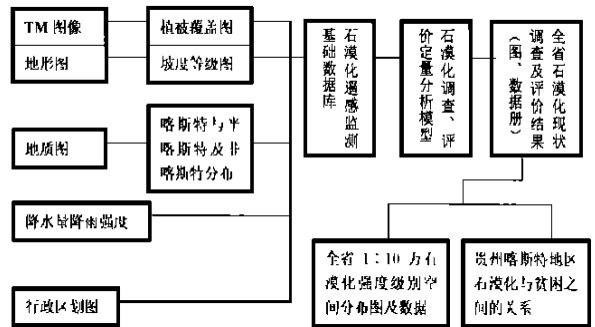 TM 图像
植被覆盖图
地形图
坡度等级图
地质图
喀斯特与半
喀斯特及非
喀斯特分布
降水量降雨强度
行政区划图
石漠化遥感监测
基础数据库
石漠化调查、评
价定量分析模型
全省石漠化现状
调查及评价结果
(图、数据册)
全省 1:10 万石
漠化强度级别空
间分布图及数据
贵州喀斯特地区
石漠化与贫困之
间的关系